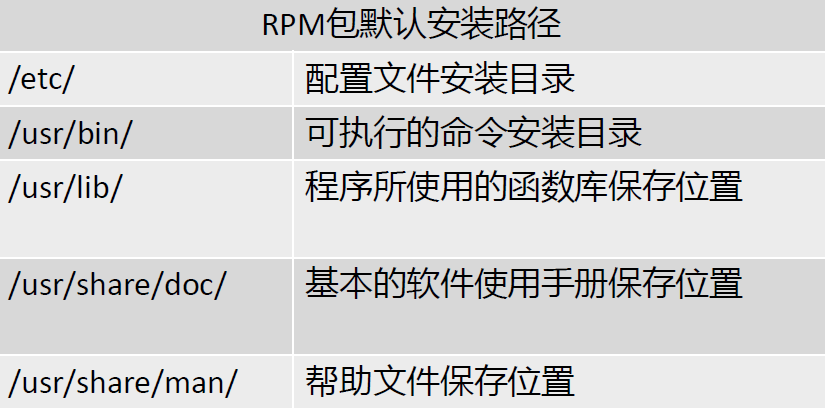 RPM包默认安装路径
/etc/ 配置文件安装目录
/usr/bin/ 可执行的命令安装目录
/usr/lib/ 程序所使用的函数库保存位置
/usr/share/doc/ 基本的软件使用手册保存位置
/usr/share/man/ 帮助文件保存位置